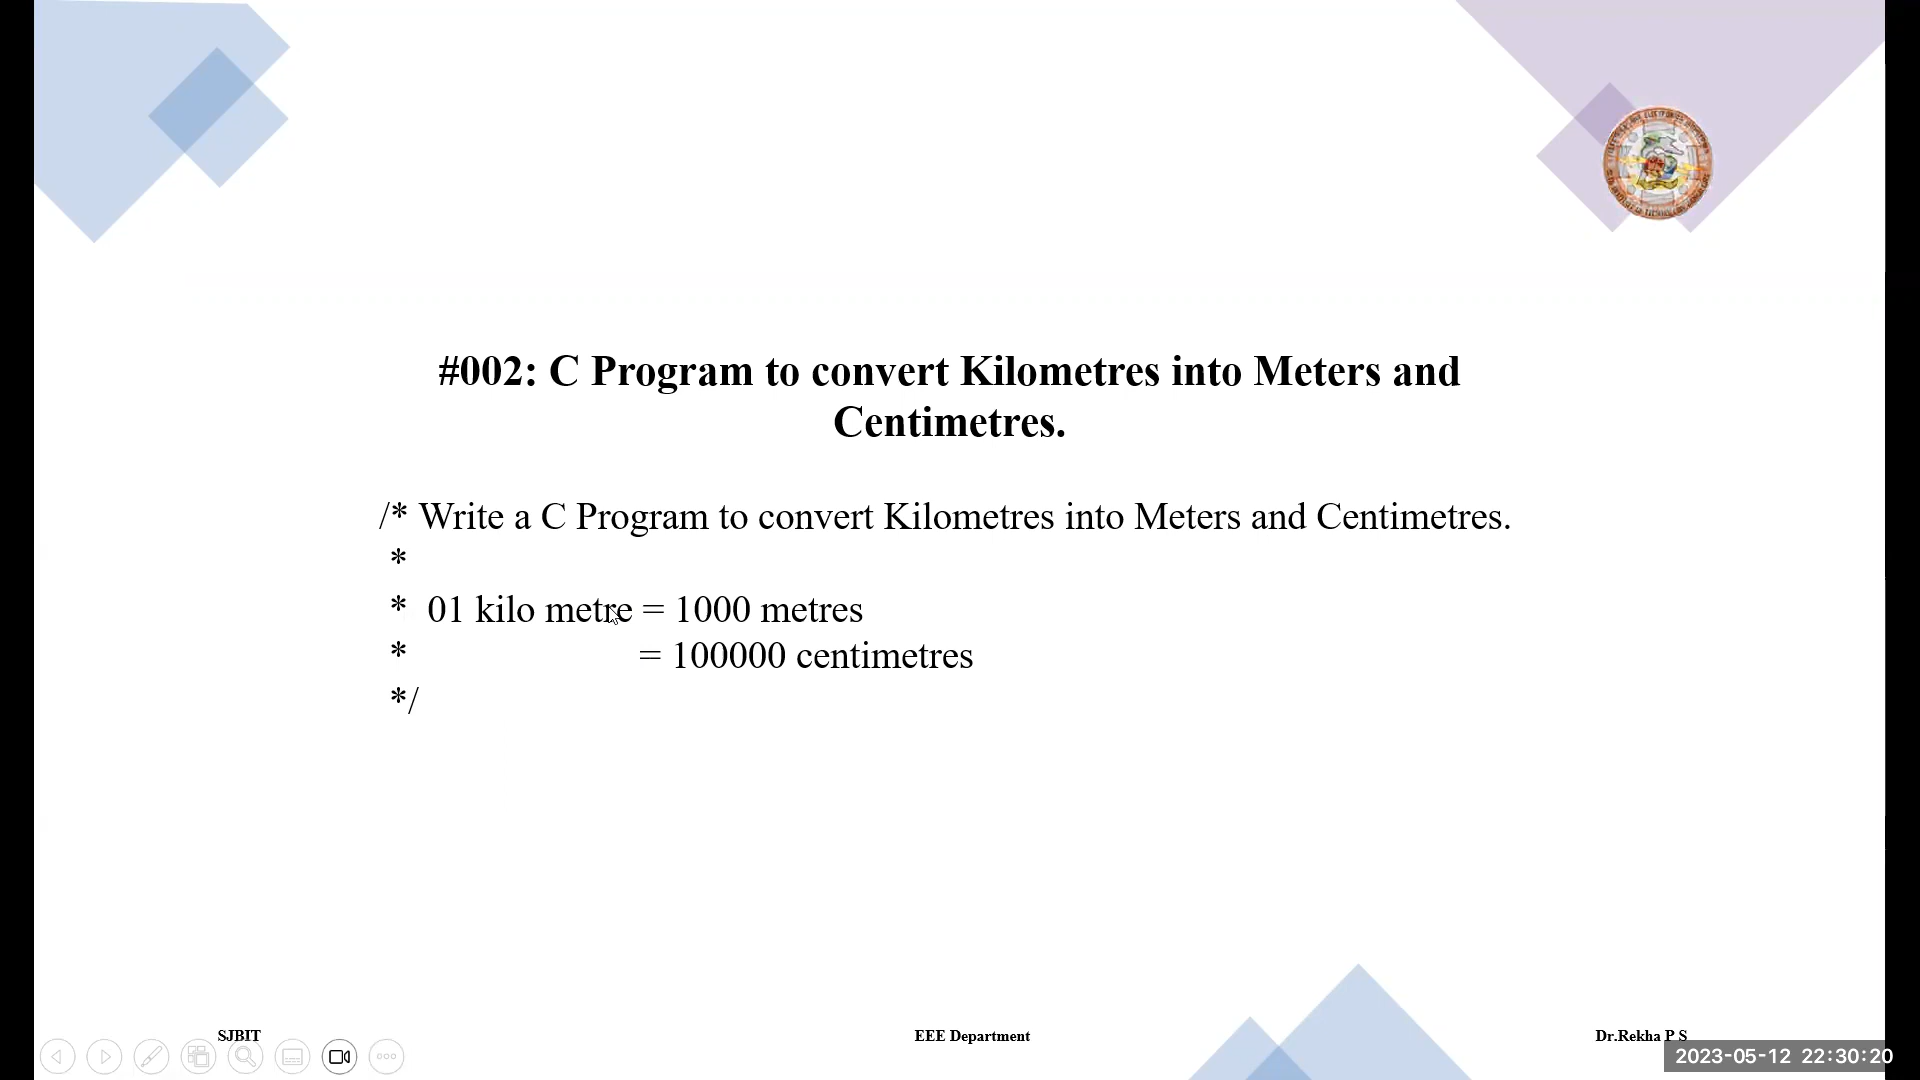 #002: C Program to convert Kilometres into Meters and
Centimetres.
/* Write a C Program to convert Kilometres into Meters and Centimetres.
*
* 01 kilo metre = 1000 metres
* = 100000 centimetres
*/
SJBIT
EEE Department
Dr.Rekha P S
2023-05-12 22:30:20